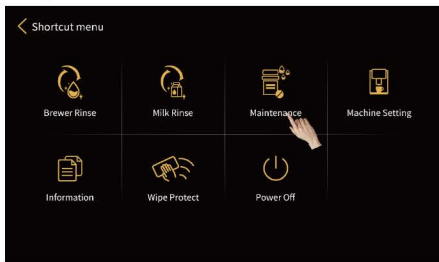 Shortcut menu
Brewer Rinse
Milk Rinse
Maintenance
Machine Setting
Information
Wipe Protect
Power Off